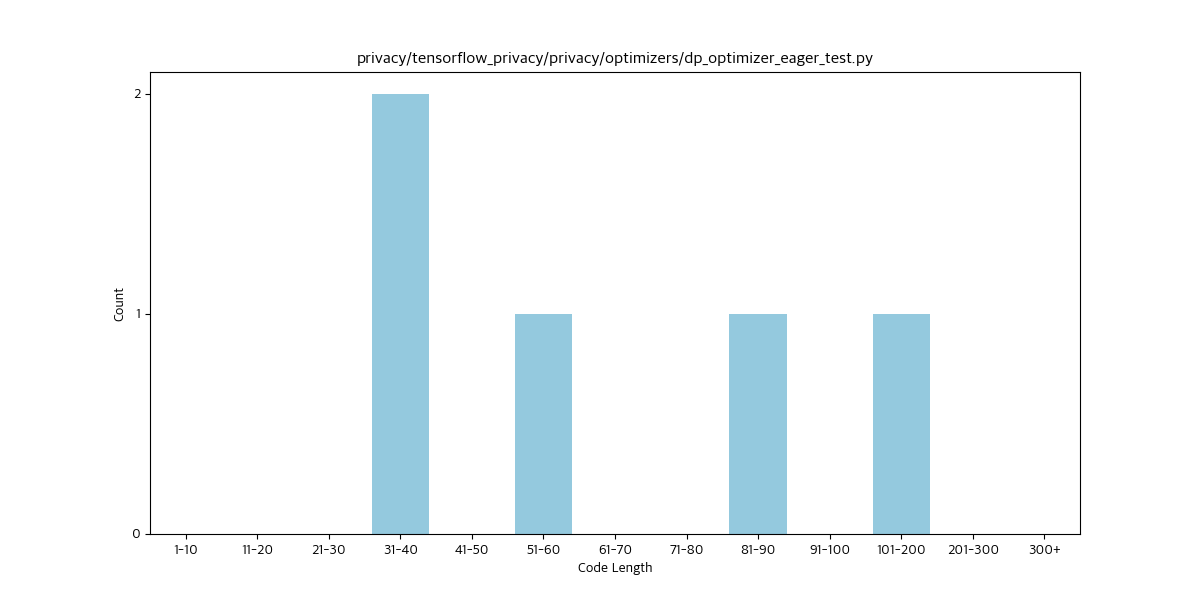 privacy/tensorflow_privacy/privacy/optimizers/dp_optimizer_eager_test.py
2
1
0
Count
1-10 11-20 21-30 31-40 41-50 51-60 61-70 71-80 81-90 91-100 101-200 201-300 300+
Code Length